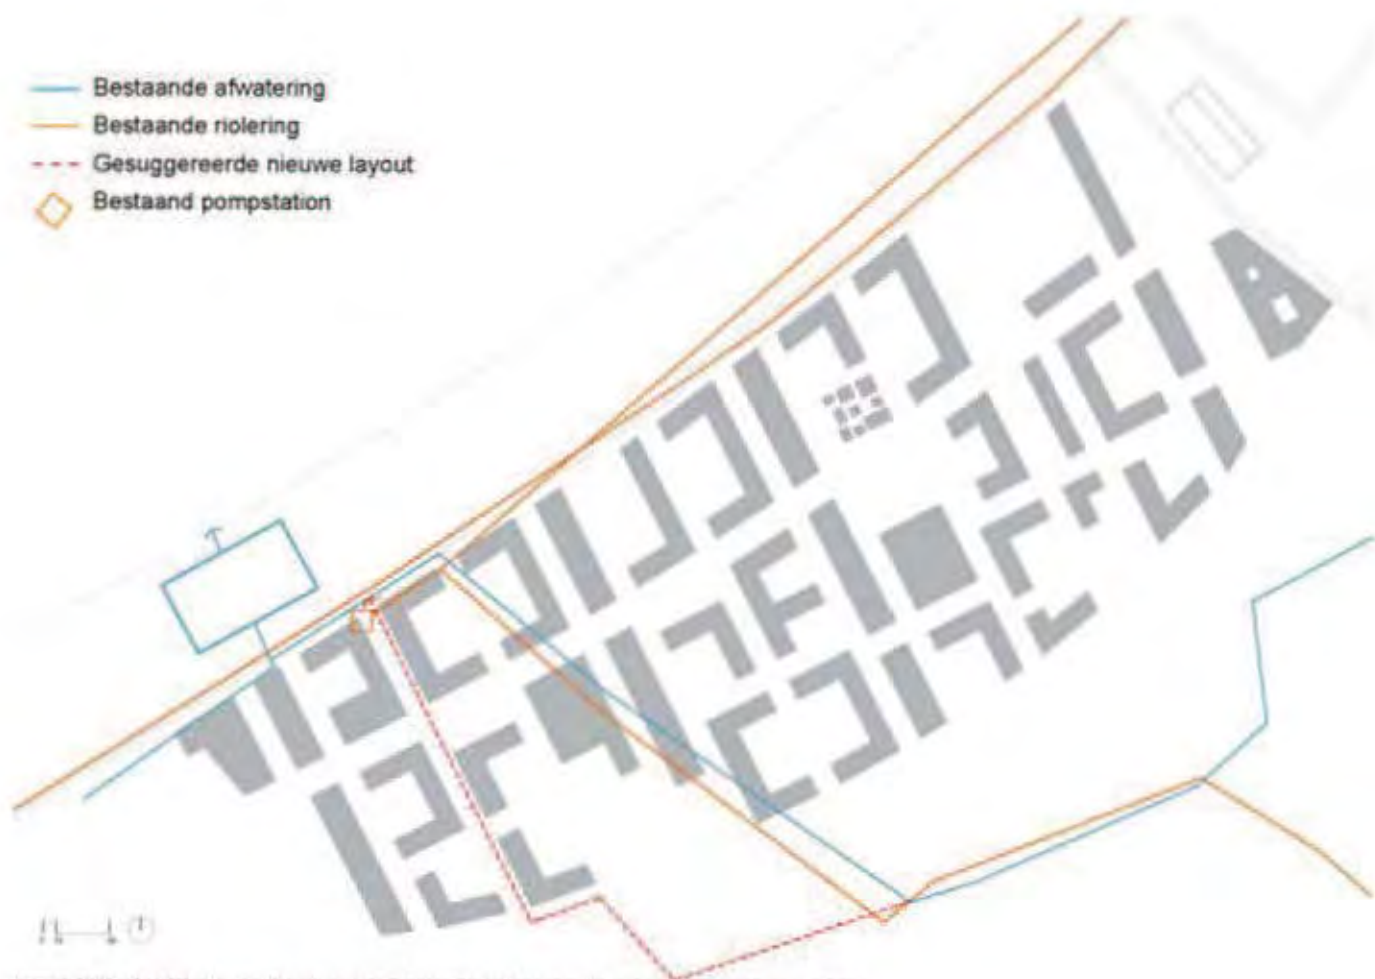 Bestaande afwatering
Bestaande riolering
Gesuggereerde nieuwe layout
Bestaand pompstation